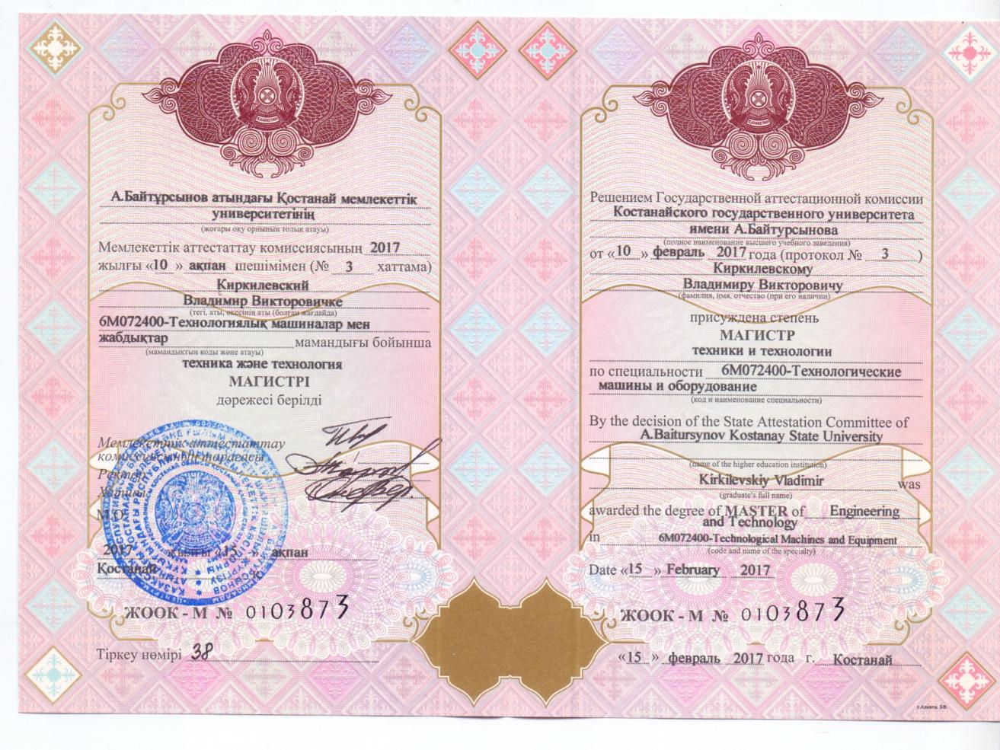 ҚАЗАҚСТАН
А.Байтұрсынов атындағы Қостанай мемлекеттік
университетінің
(жоғары оқу орнының толық атауы)
Мемлекеттік аттестаттау комиссиясының 2017
жылғы «10 » ақпан шешімімен (№ 3 хаттама)
Киркилевский
Владимир Викторовичке
(тегі, аты, әкесінің аты (болған жағдайда)
6М072400-Технологиялық машиналар мен
жабдықтар мамандығы бойынша
(мамандықтың коды және атауы)
техника және технология
МАГИСТРІ
дәрежесі берілді
Мемлекеттік аттестаттау
комиссиясының төрағасы
Ректор
Хатшы
М.О.
2017 жылғы «15 ақпан
Қостанай
ЖООК - М № 0103873
Тіркеу нөмірі 38
ҚАЗАҚСТАН
Решением Государственной аттестационной комиссии
Костанайского государственного университета
имени А.Байтурсынова
(полное наименование высшего учебного заведения)
от «10 » февраль 2017 года (протокол № 3 )
Киркилевскому
Владимиру Викторовичу
(фамилия, имя, отчество (при его наличии)
присуждена степень
МАГИСТР
техники и технологии
по специальности 6М072400-Технологические
машины и оборудование
(код и наименование специальности)
By the decision of the State Attestation Committee of
A.Baitursynov Kostanay State University
(name of the higher education institution)
Kirkilevskiy Vladimir was
(graduate's full name)
awarded the degree of MASTER of Engineering
and Technology
in 6M072400-Technological Machines and Equipment
(code and name of the specialty)
Date «15 » February 2017
ЖООК - М № 0103873
«15 » февраль 2017 года г. Қостанай
г.Алматы. БФ.